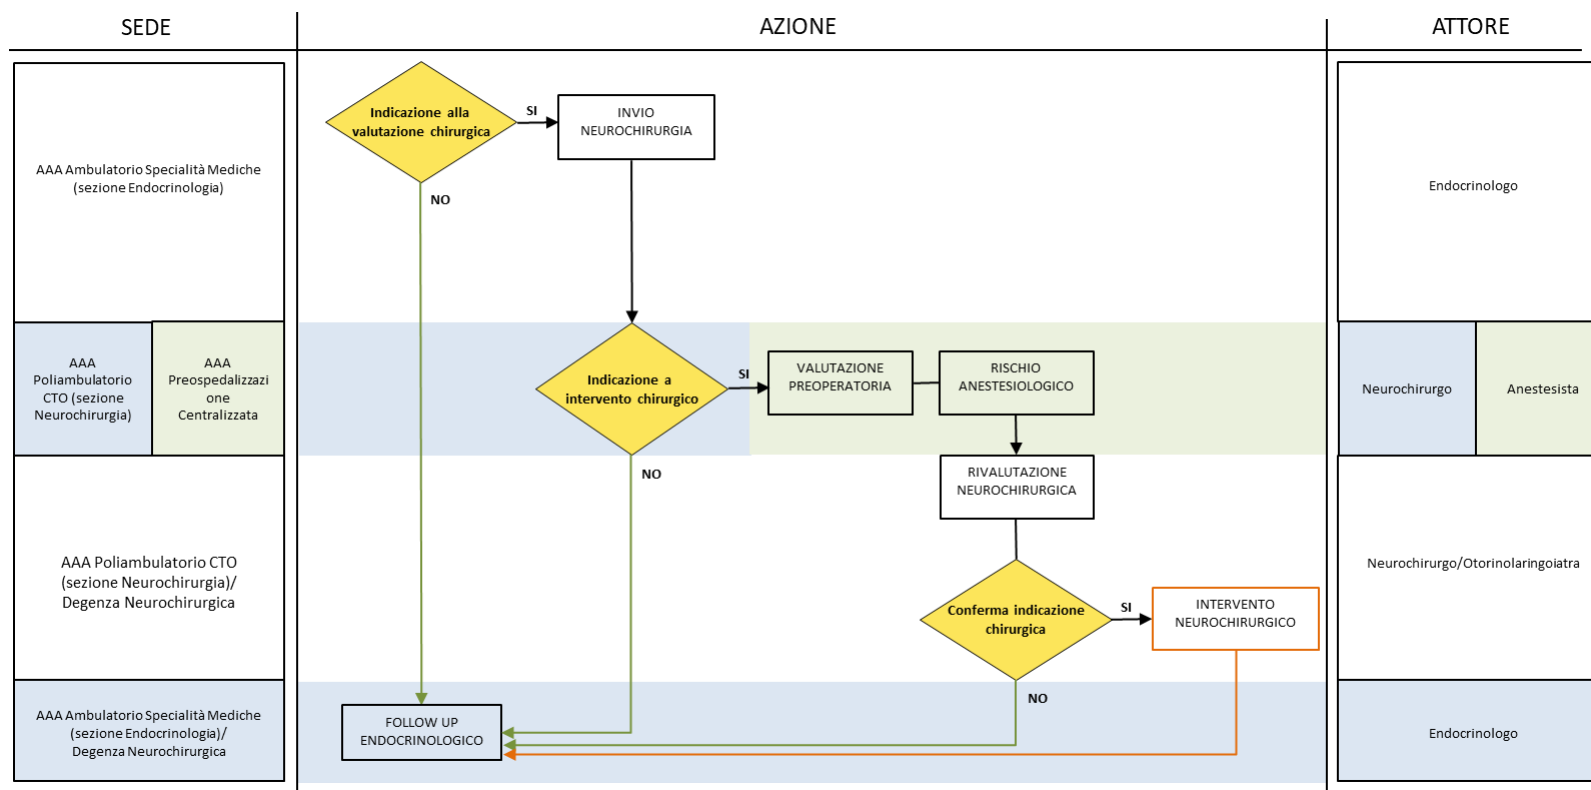 SEDE
AZIONE
ATTORE
AAA Ambulatorio Specialità Mediche
(sezione Endocrinologia)
Indicazione alla
valutazione chirurgica
SI
INVIO
NEUROCHIRURGIA
NO
Endocrinologo
AAA
Poliambulatorio
CTO (sezione
Neurochirurgia)
AAA
Preospedalizzazi
one
Centralizzata
Indicazione a
intervento chirurgico
SI
VALUTAZIONE
PREOPERATORIA
RISCHIO
ANESTESIOLOGICO
NO
Neurochirurgo
Anestesista
AAA Poliambulatorio CTO
(sezione Neurochirurgia)/
Degenza Neurochirurgica
RIVALUTAZIONE
NEUROCHIRURGICA
Conferma indicazione
chirurgica
SI
INTERVENTO
NEUROCHIRURGICO
NO
Neurochirurgo/Otorinolaringoiatra
AAA Ambulatorio Specialità Mediche
(sezione Endocrinologia)/
Degenza Neurochirurgica
FOLLOW UP
ENDOCRINOLOGICO
Endocrinologo